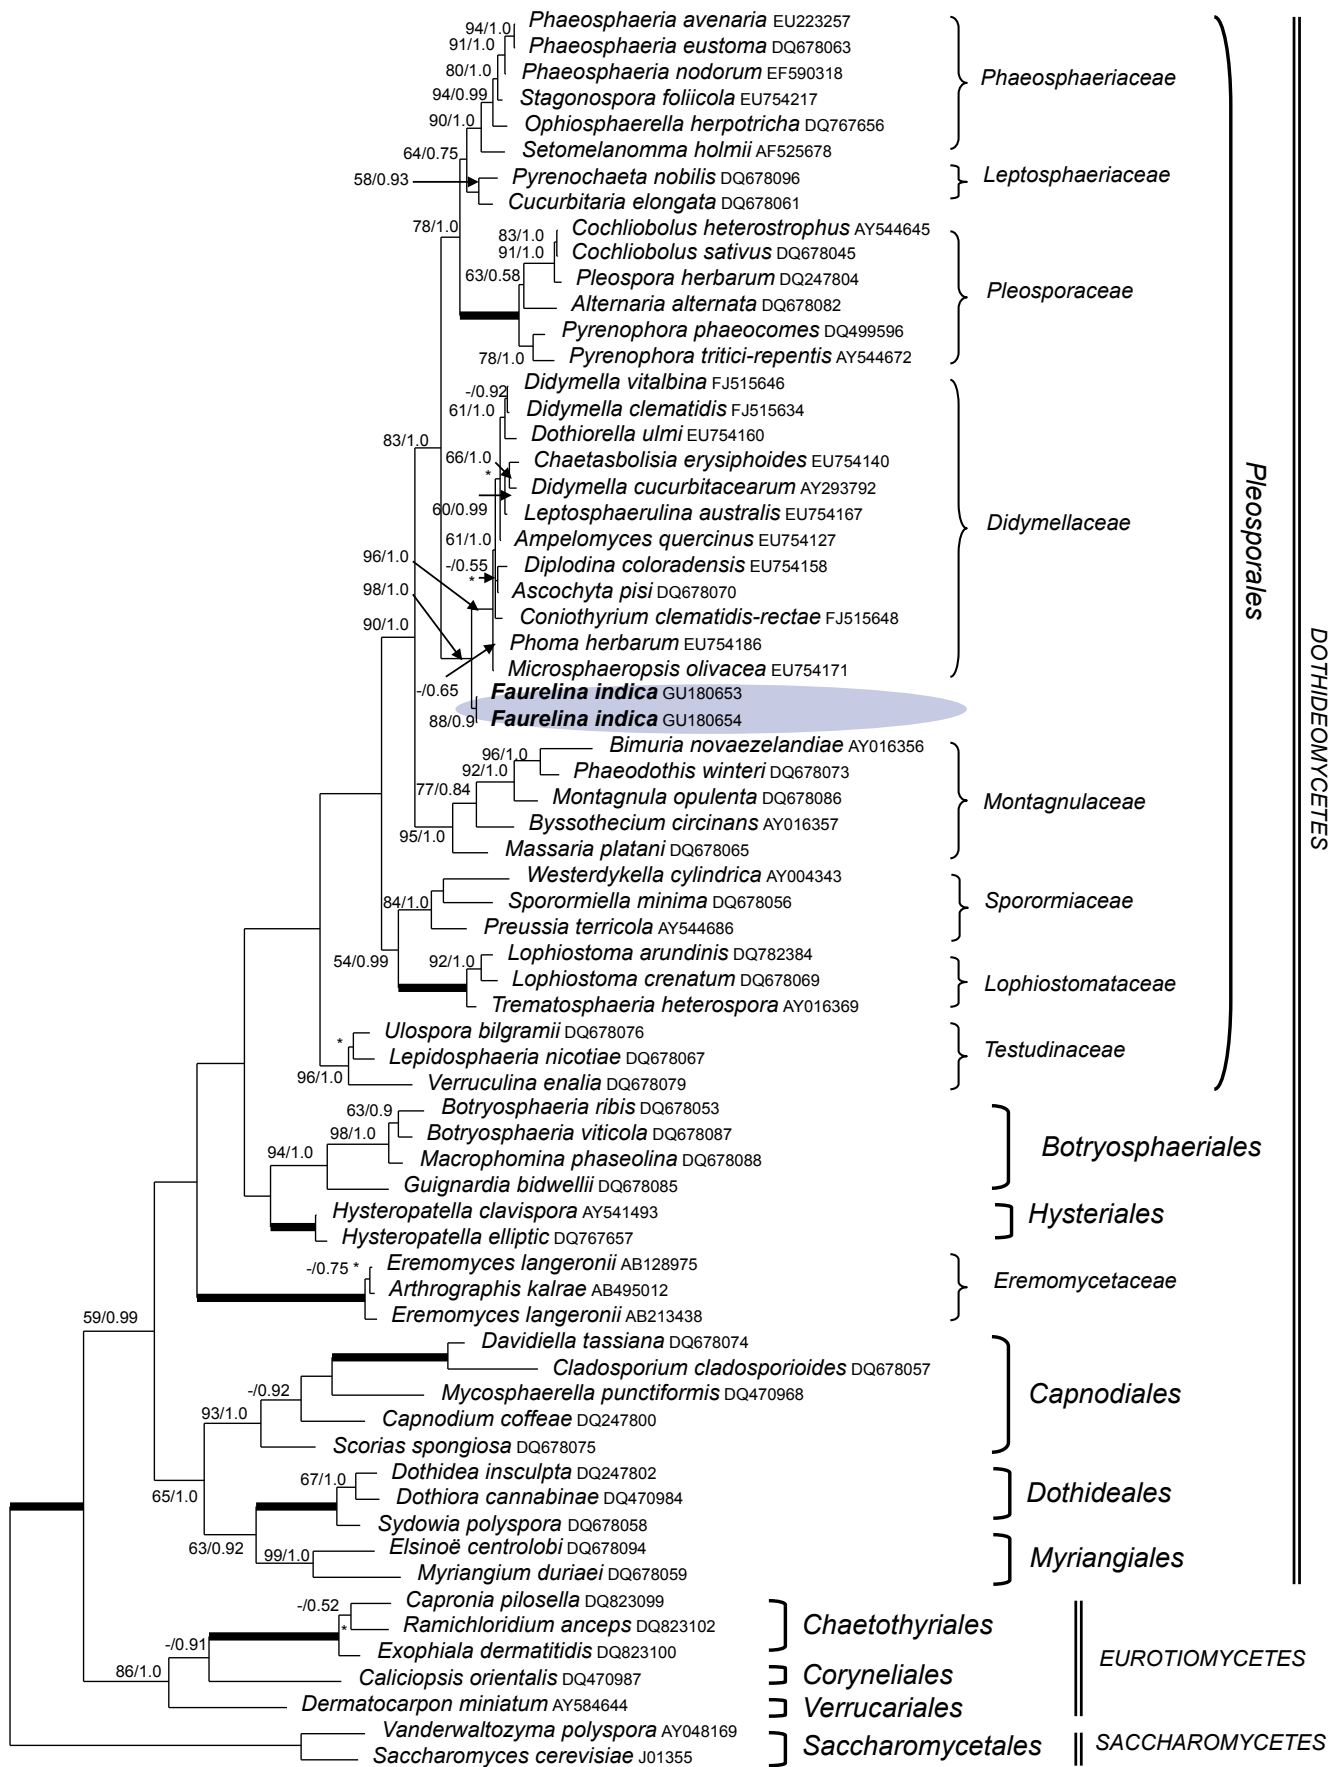 Phaeosphaeria avenaria EU223257
94/1.0
Phaeosphaeria eustoma DQ678063
91/1.0
Phaeosphaeria nodorum EF590318
Phaeosphaeriaceae
80/1.0
Stagonospora foliicola EU754217
94/0.99
Ophiosphaerella herpotricha DQ767656
90/1.0
Setomelanomma holmii AF525678
64/0.75
Pyrenochaeta nobilis DQ678096
Leptosphaeriaceae
58/0.93
Cucurbitaria elongata DQ678061
78/1.0
Cochliobolus heterostrophus AY544645
83/1.0
Cochliobolus sativus DQ678045
91/1.0
Pleospora herbarum DQ247804
63/0.58
Pleosporaceae
Alternaria alternata DQ678082
Pyrenophora phaeocomes DQ499596
Pyrenophora tritici-repentis AY544672
78/1.0
Didymella vitalbina FJ515646
-/0.92
Didymella clematidis FJ515634
61/1.0
Dothiorella ulmi EU754160
83/1.0
Chaetasbolisia erysiphoides EU754140
66/1.0
*
Didymella cucurbitacearum AY293792
60/0.99
Leptosphaerulina australis EU754167
Didymellaceae
Pleosporales
Ampelomyces quercinus EU754127
61/1.0
96/1.0
Diplodina coloradensis EU754158
-/0.55
*
98/1.0
Ascochyta pisi DQ678070
Coniothyrium clematidis-rectae FJ515648
90/1.0
Phoma herbarum EU754186
Microsphaeropsis olivacea EU754171
-/0.65
Faurelina indica GU180653
88/0.9
Faurelina indica GU180654
DOTHIDEOMYCETES
Bimuria novaezelandiae AY016356
96/1.0
Phaeodothis winteri DQ678073
92/1.0
77/0.84
Montagnula opulenta DQ678086
Montagnulaceae
Byssothecium circinans AY016357
95/1.0
Massaria platani DQ678065
Westerdykella cylindrica AY004343
84/1.0
Sporormiella minima DQ678056
Sporormiaceae
Preussia terricola AY544686
Lophiostoma arundinis DQ782384
54/0.99
92/1.0
Lophiostoma crenatum DQ678069
Lophiostomataceae
Trematosphaeria heterospora AY016369
Ulospora bilgramii DQ678076
*
Lepidosphaeria nicotiae DQ678067
Testudinaceae
96/1.0
Verruculina enalia DQ678079
Botryosphaeria ribis DQ678053
63/0.9
Botryosphaeria viticola DQ678087
98/1.0
Botryosphaeriales
94/1.0
Macrophomina phaseolina DQ678088
Guignardia bidwellii DQ678085
Hysteropatella clavispora AY541493
Hysteriales
Hysteropatella elliptic DQ767657
Eremomyces langeronii AB128975
-/0.75 *
Arthrographis kalrae AB495012
Eremomycetaceae
Eremomyces langeronii AB213438
59/0.99
Davidiella tassiana DQ678074
Cladosporium cladosporioides DQ678057
Mycosphaerella punctiformis DQ470968
Capnodiales
-/0.92
93/1.0
Capnodium coffeae DQ247800
Scorias spongiosa DQ678075
Dothidea insculpta DQ247802
67/1.0
65/1.0
Dothiora cannabinae DQ470984
Dothideales
Sydowia polyspora DQ678058
63/0.92
Elsinoë centrolobi DQ678094
99/1.0
Myriangiales
Myriangium duriaei DQ678059
Capronia pilosella DQ823099
-/0.52
Ramichloridium anceps DQ823102
*
Chaetothyriales
Exophiala dermatitidis DQ823100
-/0.91
EUROTIOMYCETES
86/1.0
Caliciopsis orientalis DQ470987
Coryneliales
Dermatocarpon miniatum AY584644
Verrucariales
Vanderwaltozyma polyspora AY048169
Saccharomycetales
SACCHAROMYCETES
Saccharomyces cerevisiae J01355